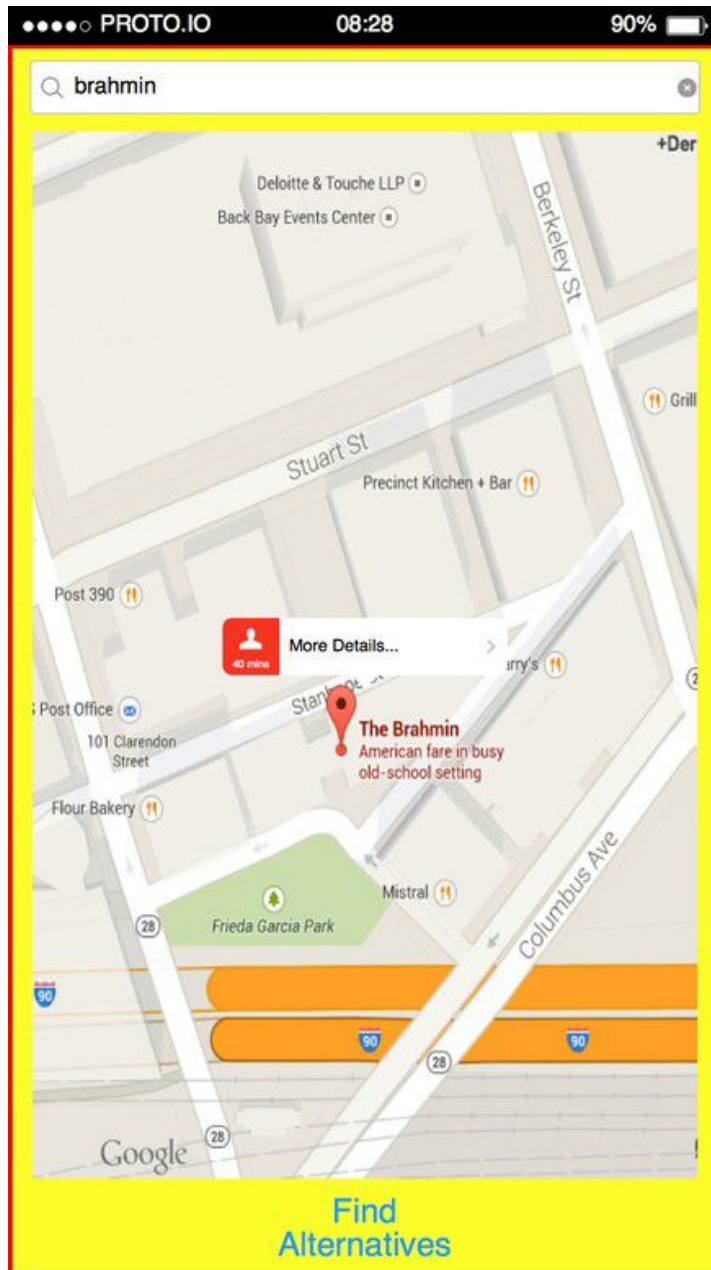 PROTO.IO 08:28 90%
brahmin
+Der
Deloitte & Touche LLP
Back Bay Events Center
Berkeley St
Grill
Stuart St
Precinct Kitchen + Bar
Post 390
40 mins
More Details...
arry's
Post Office
101 Clarendon
Street
The Brahmin
American fare in busy
old-school setting
Flour Bakery
Mistral
Columbus Ave
28
Frieda Garcia Park
90
90
90
28
28
Google
Find
Alternatives